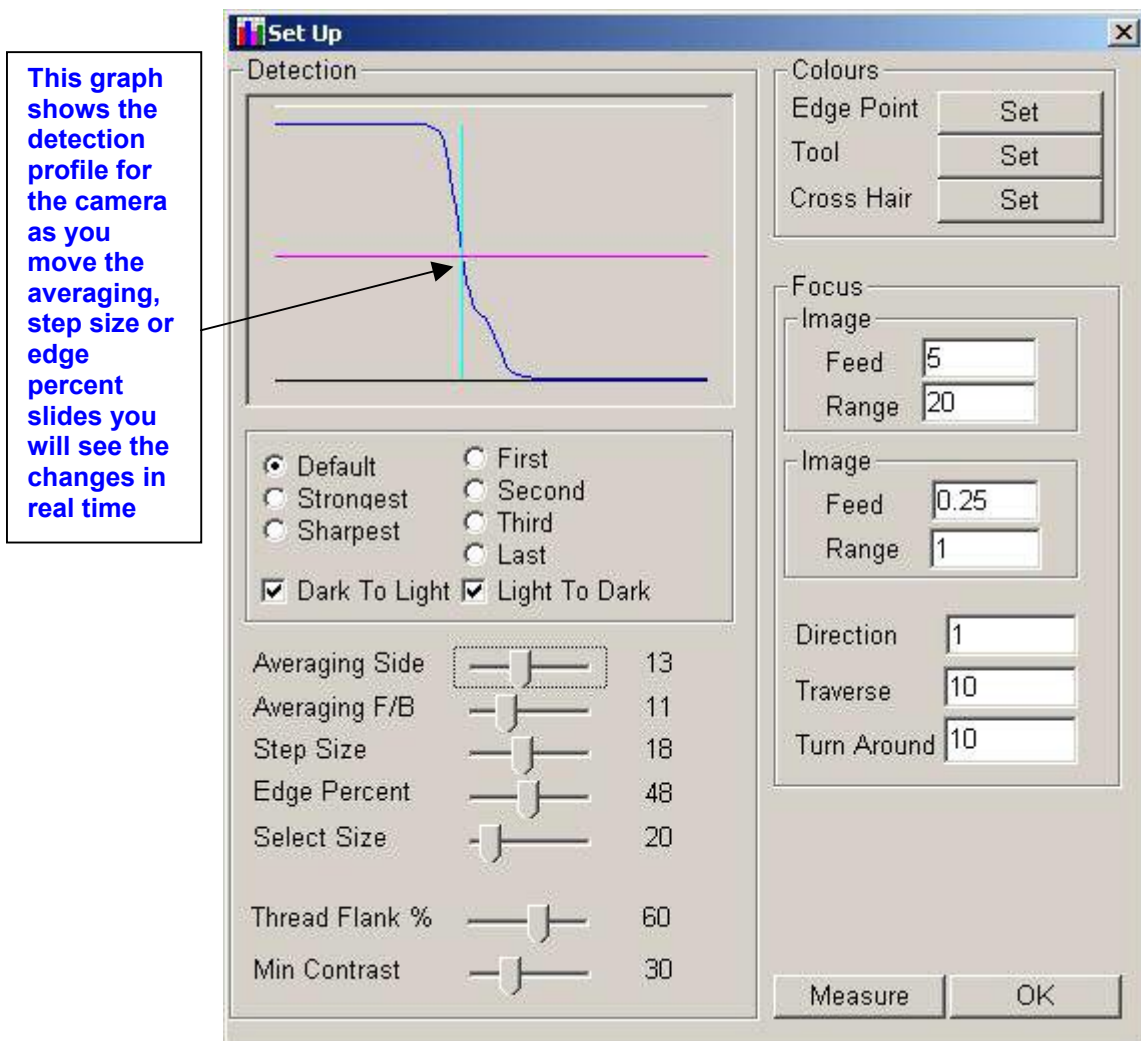 This graph
shows the
detection
profile for
the camera
as you
move the
averaging,
step size or
edge
percent
slides you
will see the
changes in
real time
Set Up
Detection
Default
Strongest
Sharpest
First
Second
Third
Last
Dark To Light
Light To Dark
Averaging Side 13
Averaging F/B 11
Step Size 18
Edge Percent 48
Select Size 20
Thread Flank % 60
Min Contrast 30
Colours
Edge Point Set
Tool Set
Cross Hair Set
Focus
Image
Feed 5
Range 20
Image
Feed 0.25
Range 1
Direction 1
Traverse 10
Turn Around 10
Measure OK